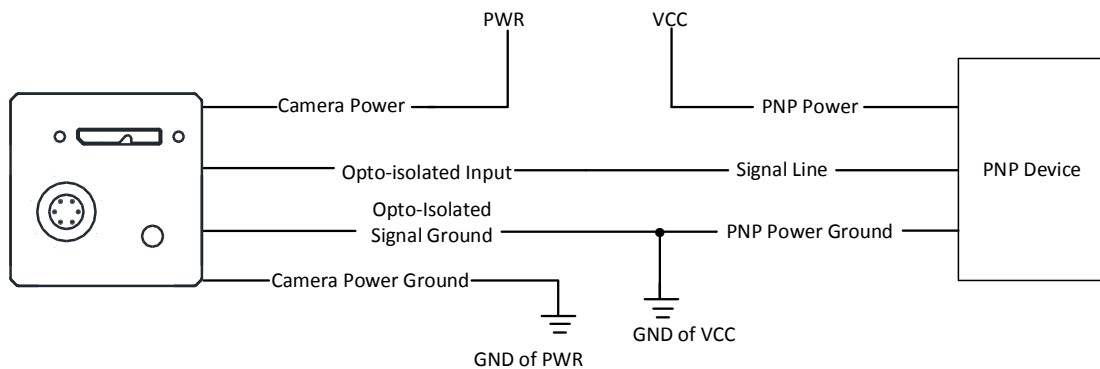 PWR
VCC
Camera Power
PNP Power
Opto-isolated Input
Signal Line
PNP Device
Opto-Isolated
Signal Ground
PNP Power Ground
Camera Power Ground
GND of VCC
GND of PWR